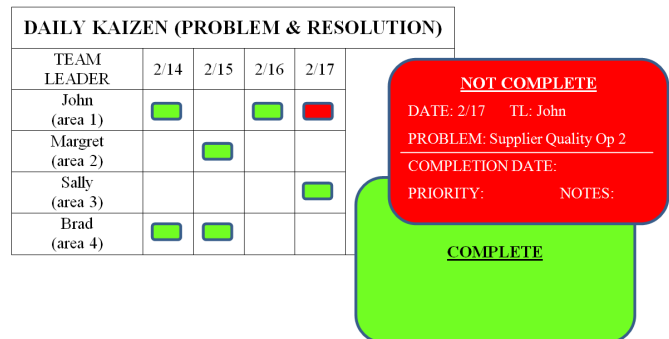 DAILY KAIZEN (PROBLEM & RESOLUTION)
TEAM
LEADER
2/14 2/15 2/16 2/17
John
(area 1)
Margret
(area 2)
Sally
(area 3)
Brad
(area 4)
NOT COMPLETE
DATE: 2/17 TL: John
PROBLEM: Supplier Quality Op 2
COMPLETION DATE:
PRIORITY: NOTES:
COMPLETE